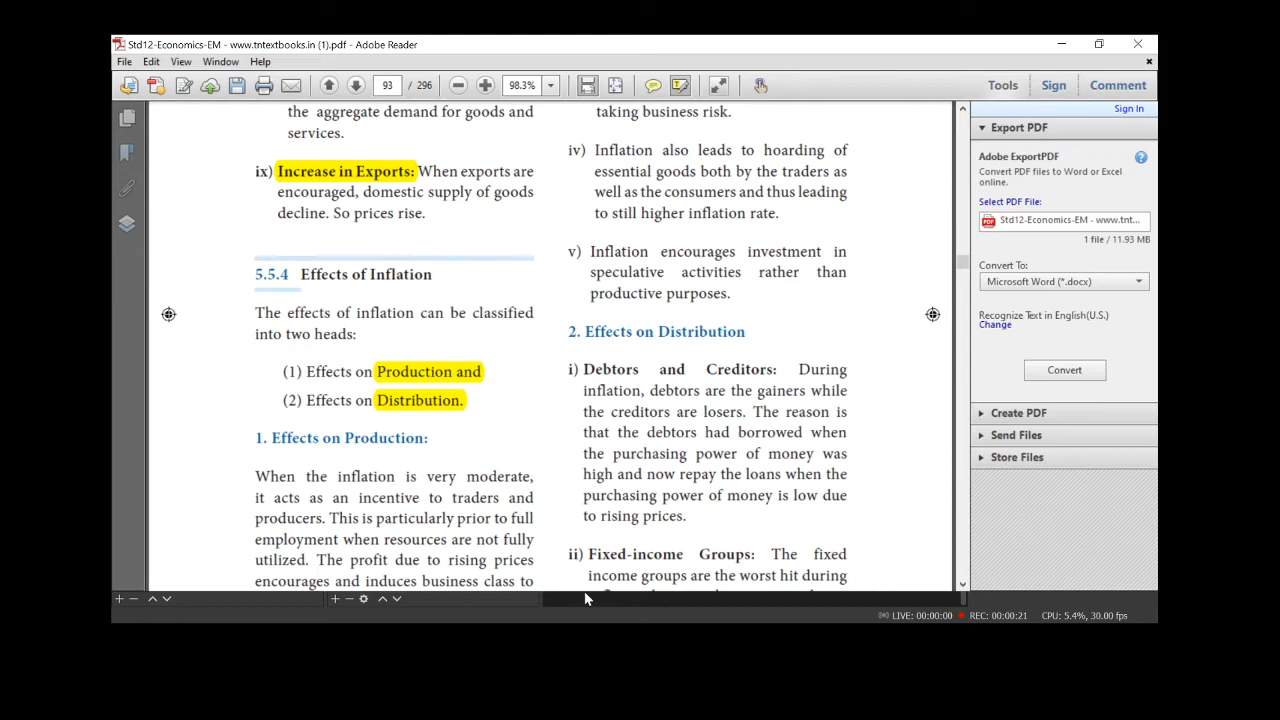 Std12-Economics-EM - www.tntextbooks.in (1).pdf - Adobe Reader
File Edit View Window Help
93 / 296 98.3% Tools Sign Comment
the aggregate demand for goods and
services.
ix) Increase in Exports: When exports are
encouraged, domestic supply of goods
decline. So prices rise.
5.5.4 Effects of Inflation
The effects of inflation can be classified
into two heads:
(1) Effects on Production and
(2) Effects on Distribution.
1. Effects on Production:
When the inflation is very moderate,
it acts as an incentive to traders and
producers. This is particularly prior to full
employment when resources are not fully
utilized. The profit due to rising prices
encourages and induces business class to
taking business risk.
iv) Inflation also leads to hoarding of
essential goods both by the traders as
well as the consumers and thus leading
to still higher inflation rate.
v) Inflation encourages investment in
speculative activities rather than
productive purposes.
2. Effects on Distribution
i) Debtors and Creditors: During
inflation, debtors are the gainers while
the creditors are losers. The reason is
that the debtors had borrowed when
the purchasing power of money was
high and now repay the loans when the
purchasing power of money is low due
to rising prices.
ii) Fixed-income Groups: The fixed
income groups are the worst hit during
Sign In
Export PDF
Adobe ExportPDF
Convert PDF files to Word or Excel
online.
Select PDF File:
Std12-Economics-EM - www.tnt...
1 file / 11.93 MB
Convert To:
Microsoft Word (*.docx)
Recognize Text in English(U.S.)
Change
Convert
Create PDF
Send Files
Store Files
LIVE: 00:00:00 REC: 00:00:21 CPU: 5.4%, 30.00 fps